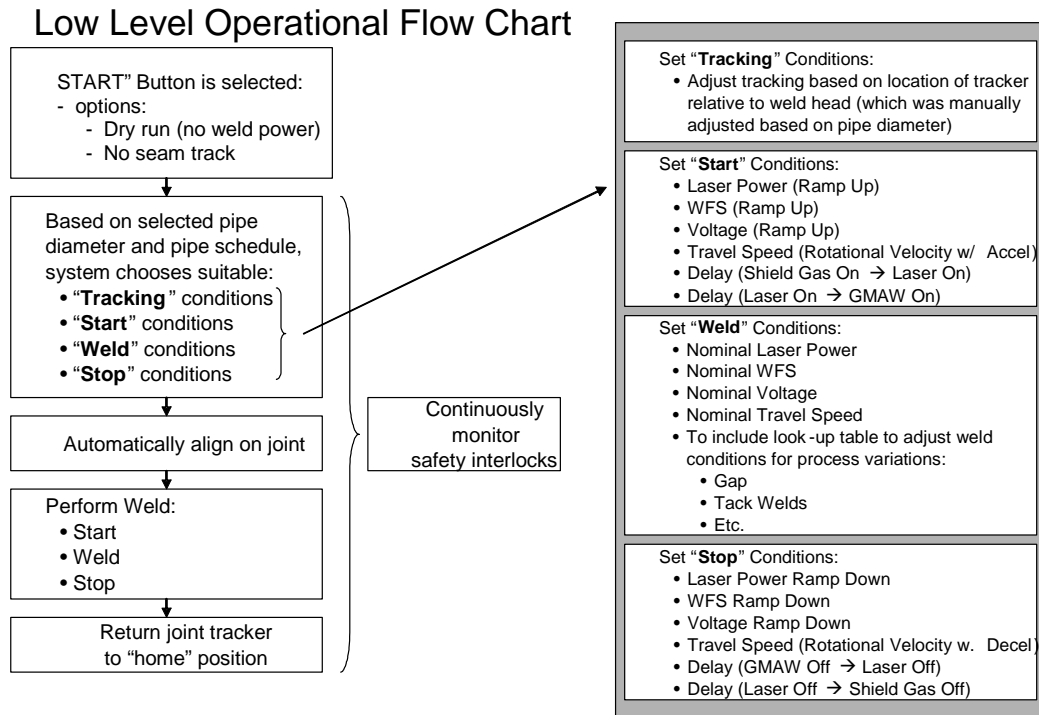 Low Level Operational Flow Chart
START” Button is selected:
- options:
- Dry run (no weld power)
- No seam track
Based on selected pipe
diameter and pipe schedule,
system chooses suitable:
• “Tracking” conditions
• “Start” conditions
• “Weld” conditions
• “Stop” conditions
Automatically align on joint
Perform Weld:
• Start
• Weld
• Stop
Return joint tracker
to “home” position
Continuously
monitor
safety interlocks
Set “Tracking” Conditions:
• Adjust tracking based on location of tracker
relative to weld head (which was manually
adjusted based on pipe diameter)
Set “Start” Conditions:
• Laser Power (Ramp Up)
• WFS (Ramp Up)
• Voltage (Ramp Up)
• Travel Speed (Rotational Velocity w/ Accel)
• Delay (Shield Gas On → Laser On)
• Delay (Laser On → GMAW On)
Set “Weld” Conditions:
• Nominal Laser Power
• Nominal WFS
• Nominal Voltage
• Nominal Travel Speed
• To include look-up table to adjust weld
conditions for process variations:
• Gap
• Tack Welds
• Etc.
Set “Stop” Conditions:
• Laser Power Ramp Down
• WFS Ramp Down
• Voltage Ramp Down
• Travel Speed (Rotational Velocity w. Decel)
• Delay (GMAW Off → Laser Off)
• Delay (Laser Off → Shield Gas Off)